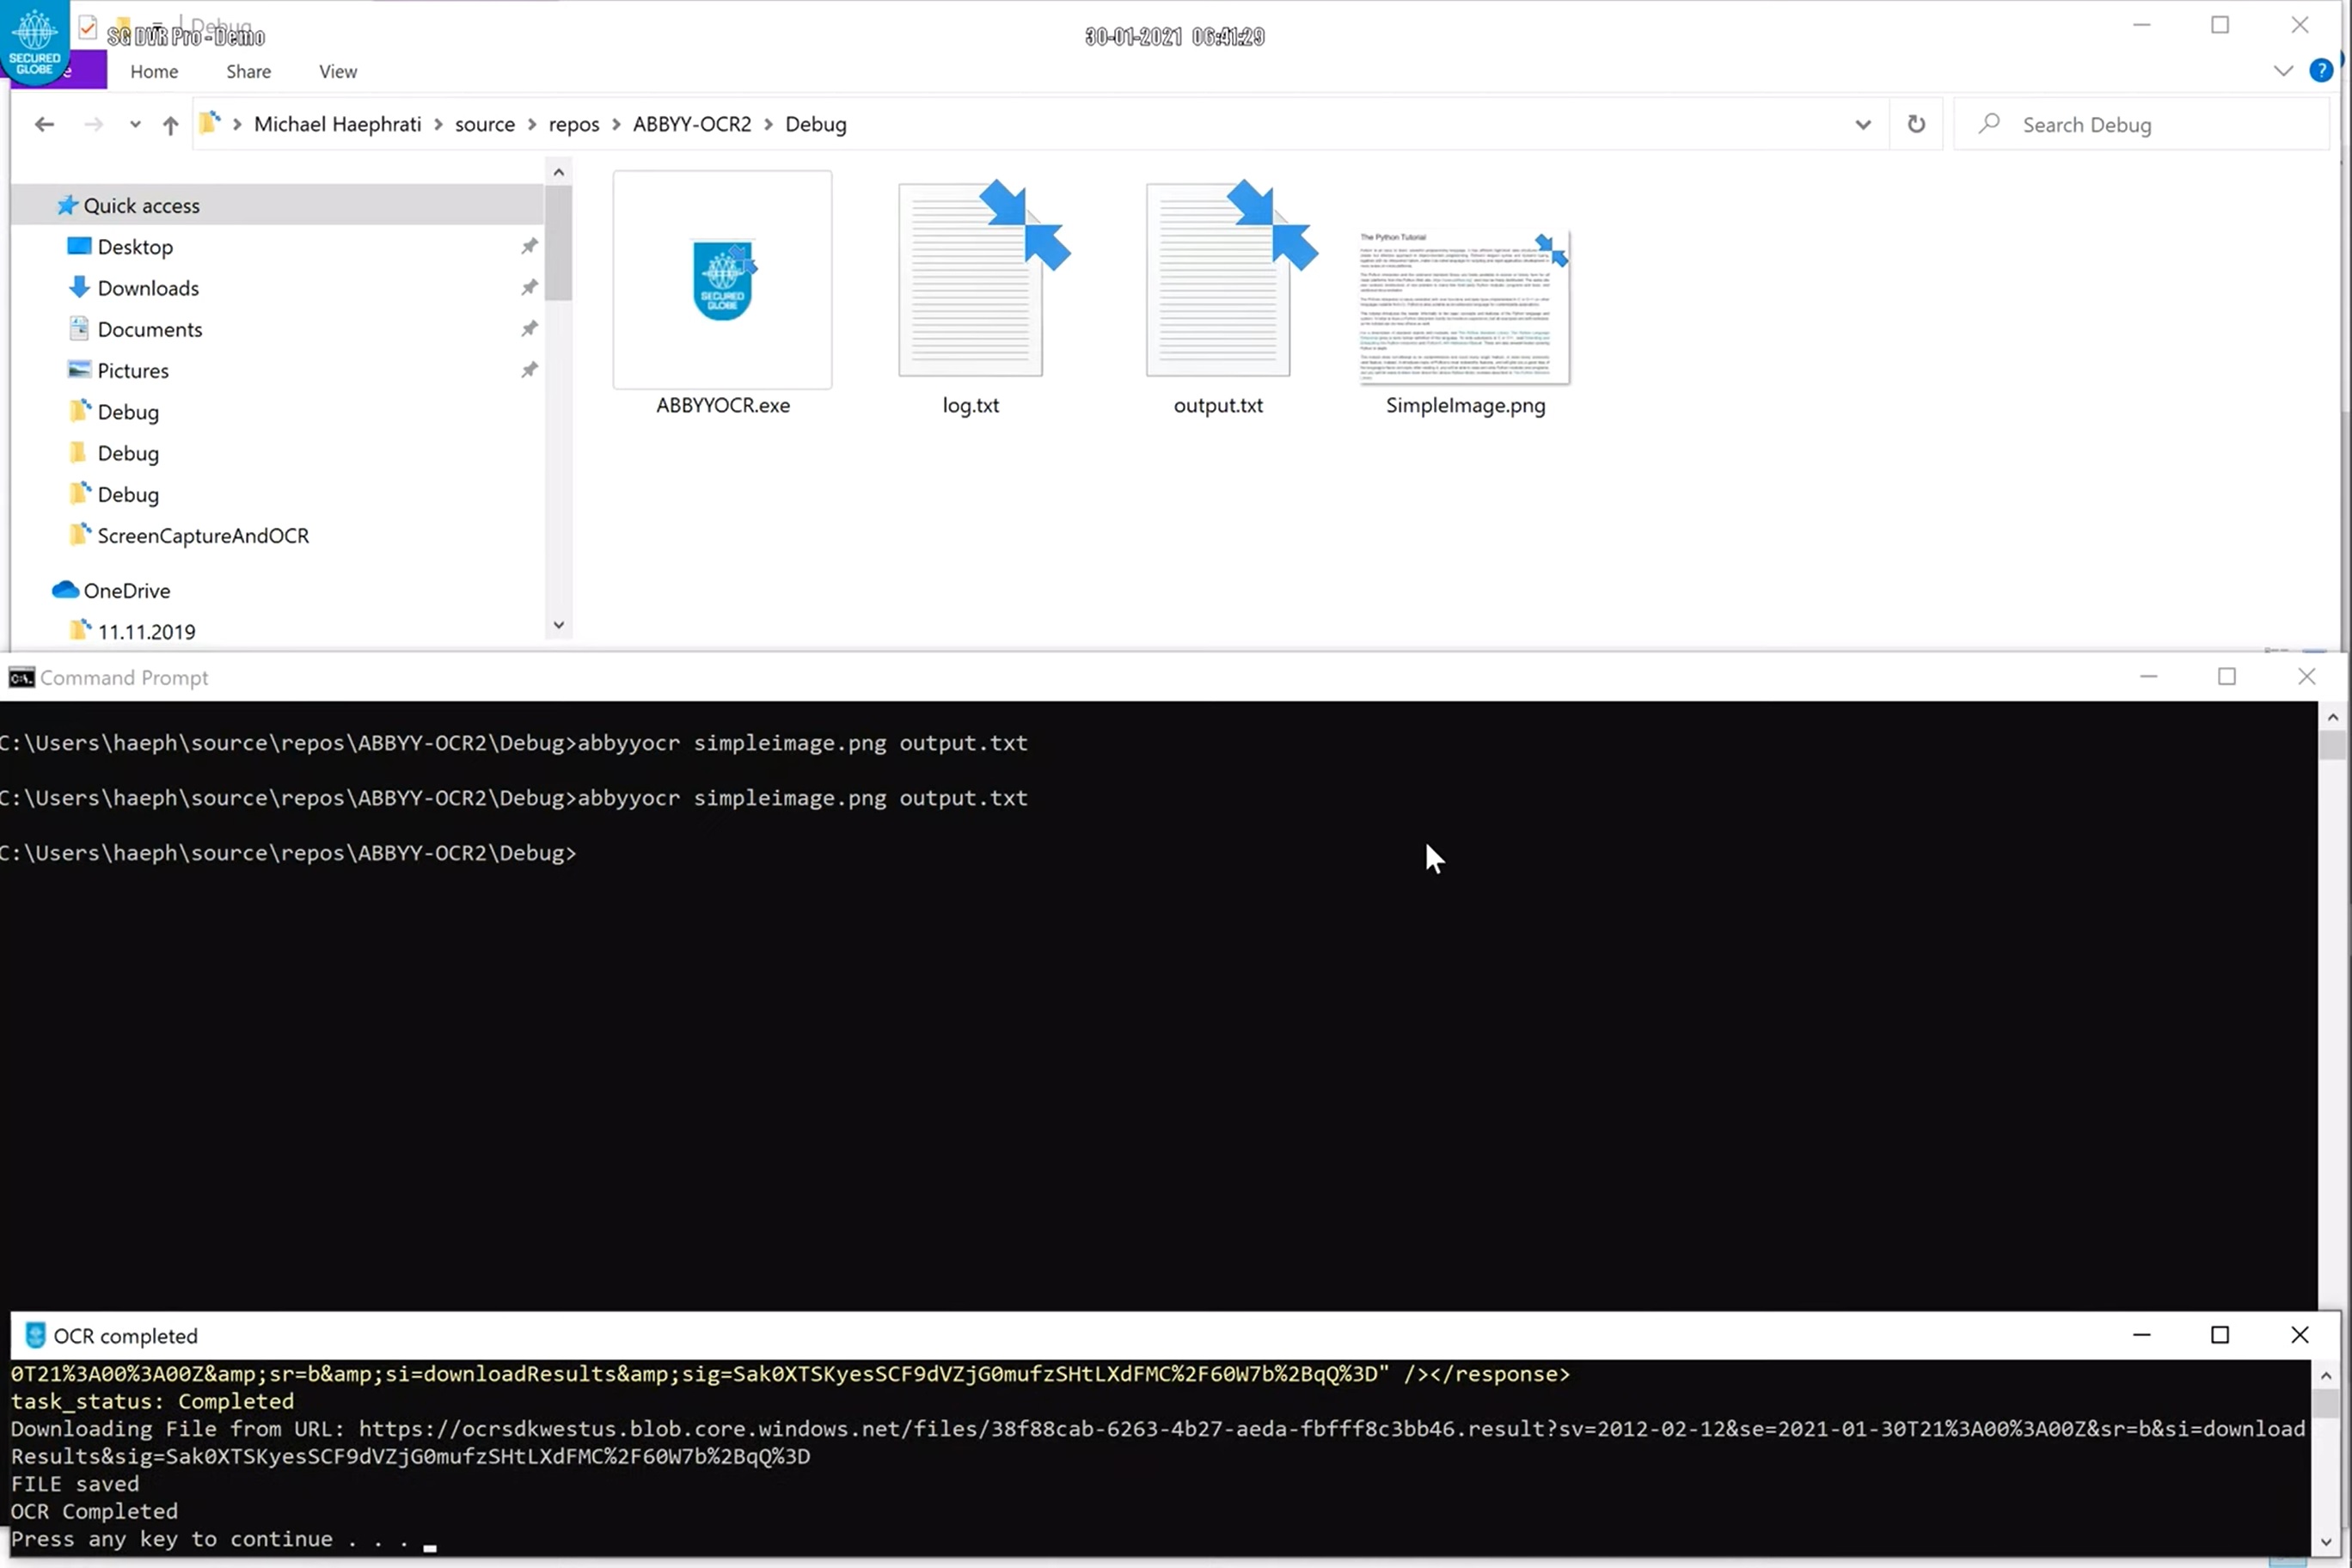 Debug
SG DVR Pro - Demo
30-01-2021 06:41:29
SECURED
GLOBE
Home Share View
?
Michael Haephrati > source > repos > ABBYY-OCR2 > Debug
Search Debug
Quick access
Desktop
Downloads
Documents
Pictures
Debug
Debug
Debug
ScreenCaptureAndOCR
OneDrive
11.11.2019
SECURED
GLOBE
The Python Tutorial
ABBYYOCR.exe log.txt output.txt SimpleImage.png
Command Prompt
C:\Users\haeph\source\repos\ABBYY-OCR2\Debug>abbyyocr simpleimage.png output.txt
C:\Users\haeph\source\repos\ABBYY-OCR2\Debug>abbyyocr simpleimage.png output.txt
C:\Users\haeph\source\repos\ABBYY-OCR2\Debug>
OCR completed
0T21%3A00%3A00Z&amp;sr=b&amp;si=downloadResults&amp;sig=Sak0XTSKyesSCF9dVZjG0mufzSHtLXdFMC%2F60W7b%2BqQ%3D" /></response>
task_status: Completed
Downloading File from URL: https://ocrsdkwestus.blob.core.windows.net/files/38f88cab-6263-4b27-aeda-fbfff8c3bb46.result?sv=2012-02-12&se=2021-01-30T21%3A00%3A00Z&sr=b&si=download
Results&sig=Sak0XTSKyesSCF9dVZjG0mufzSHtLXdFMC%2F60W7b%2BqQ%3D
FILE saved
OCR Completed
Press any key to continue . . .